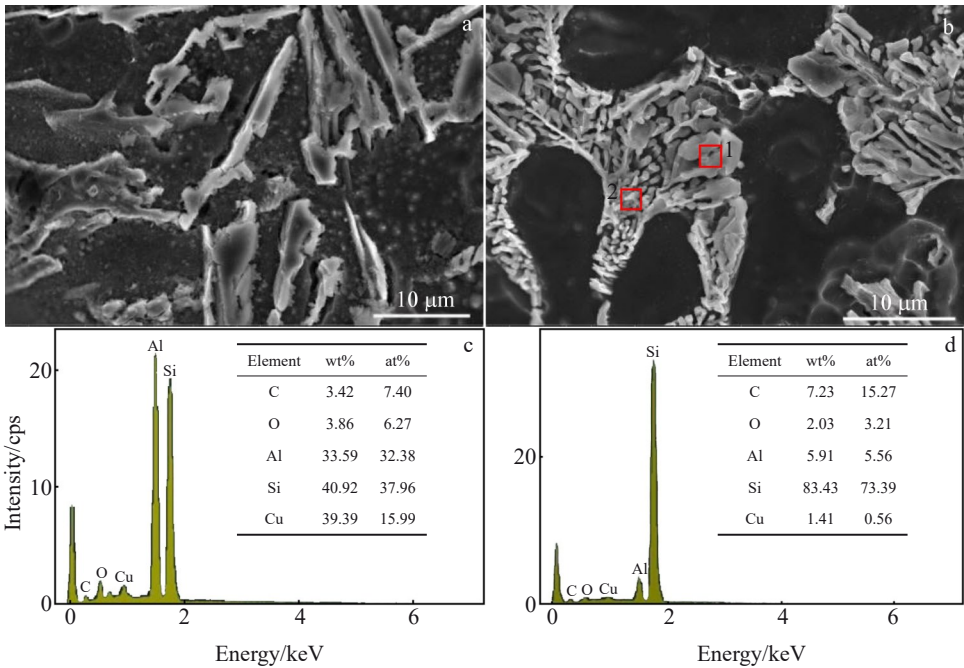 a
10 μm
b
1
2
10 μm
c
Al
Si
C
O
Cu
20
10
0
Intensity/cps
0 2 4 6
Energy/keV
Element wt% at%
C 3.42 7.40
O 3.86 6.27
Al 33.59 32.38
Si 40.92 37.96
Cu 39.39 15.99
d
Si
C
O
Cu
Al
20
0
0 2 4 6
Energy/keV
Element wt% at%
C 7.23 15.27
O 2.03 3.21
Al 5.91 5.56
Si 83.43 73.39
Cu 1.41 0.56